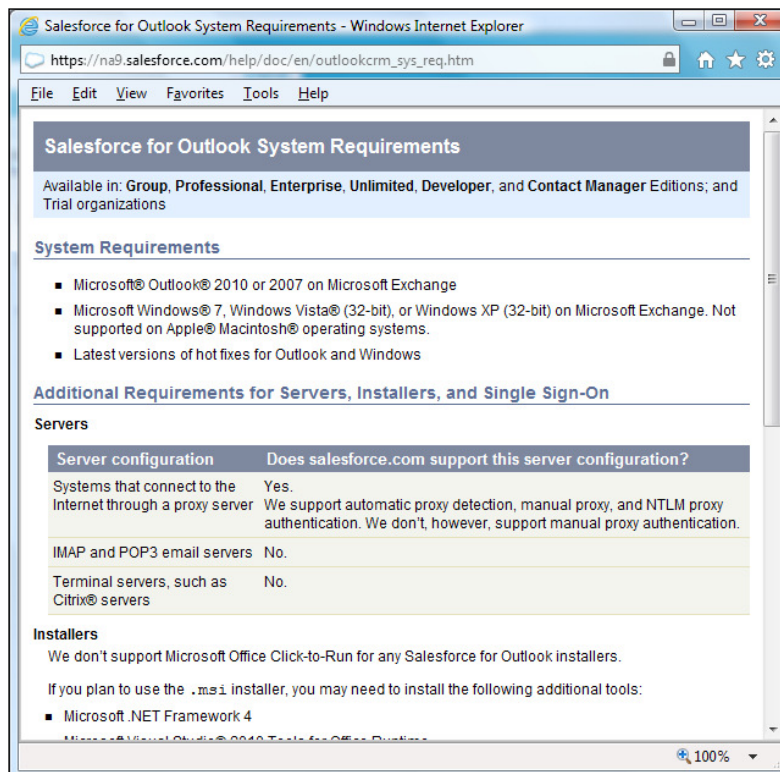 Salesforce for Outlook System Requirements - Windows Internet Explorer
https://na9.salesforce.com/help/doc/en/outlookcrm_sys_req.htm
File Edit View Favorites Tools Help
Salesforce for Outlook System Requirements
Available in: Group, Professional, Enterprise, Unlimited, Developer, and Contact Manager Editions; and
Trial organizations
System Requirements
■ Microsoft® Outlook® 2010 or 2007 on Microsoft Exchange
■ Microsoft Windows® 7, Windows Vista® (32-bit), or Windows XP (32-bit) on Microsoft Exchange. Not
supported on Apple® Macintosh® operating systems.
■ Latest versions of hot fixes for Outlook and Windows
Additional Requirements for Servers, Installers, and Single Sign-On
Servers
Server configuration Does salesforce.com support this server configuration?
Systems that connect to the Yes.
Internet through a proxy server We support automatic proxy detection, manual proxy, and NTLM proxy
authentication. We don't, however, support manual proxy authentication.
IMAP and POP3 email servers No.
Terminal servers, such as No.
Citrix® servers
Installers
We don't support Microsoft Office Click-to-Run for any Salesforce for Outlook installers.
If you plan to use the .msi installer, you may need to install the following additional tools:
■ Microsoft .NET Framework 4
■ Microsoft Visual Studio® 2010 Tools for Office Runtime
100%